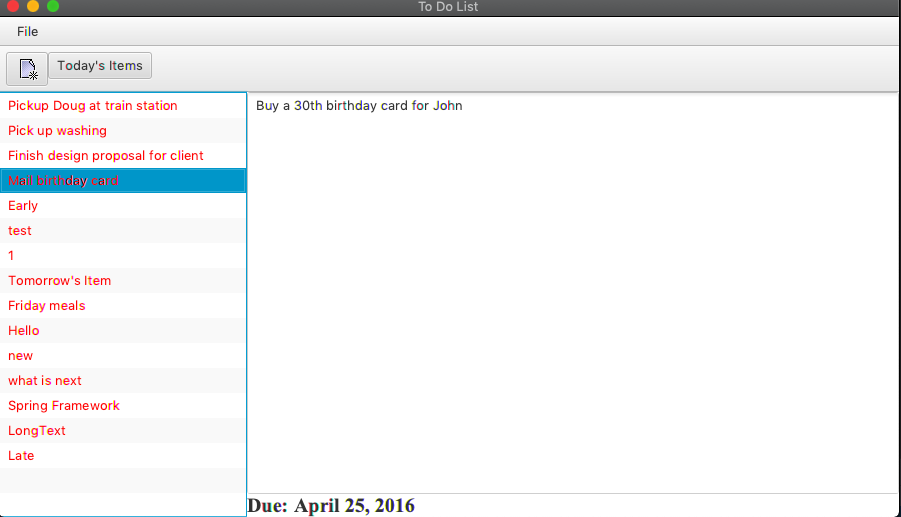 To Do List
File
Today's Items
Pickup Doug at train station
Pick up washing
Finish design proposal for client
Mail birthday card
Early
test
1
Tomorrow's Item
Friday meals
Hello
new
what is next
Spring Framework
LongText
Late
Buy a 30th birthday card for John
Due: April 25, 2016